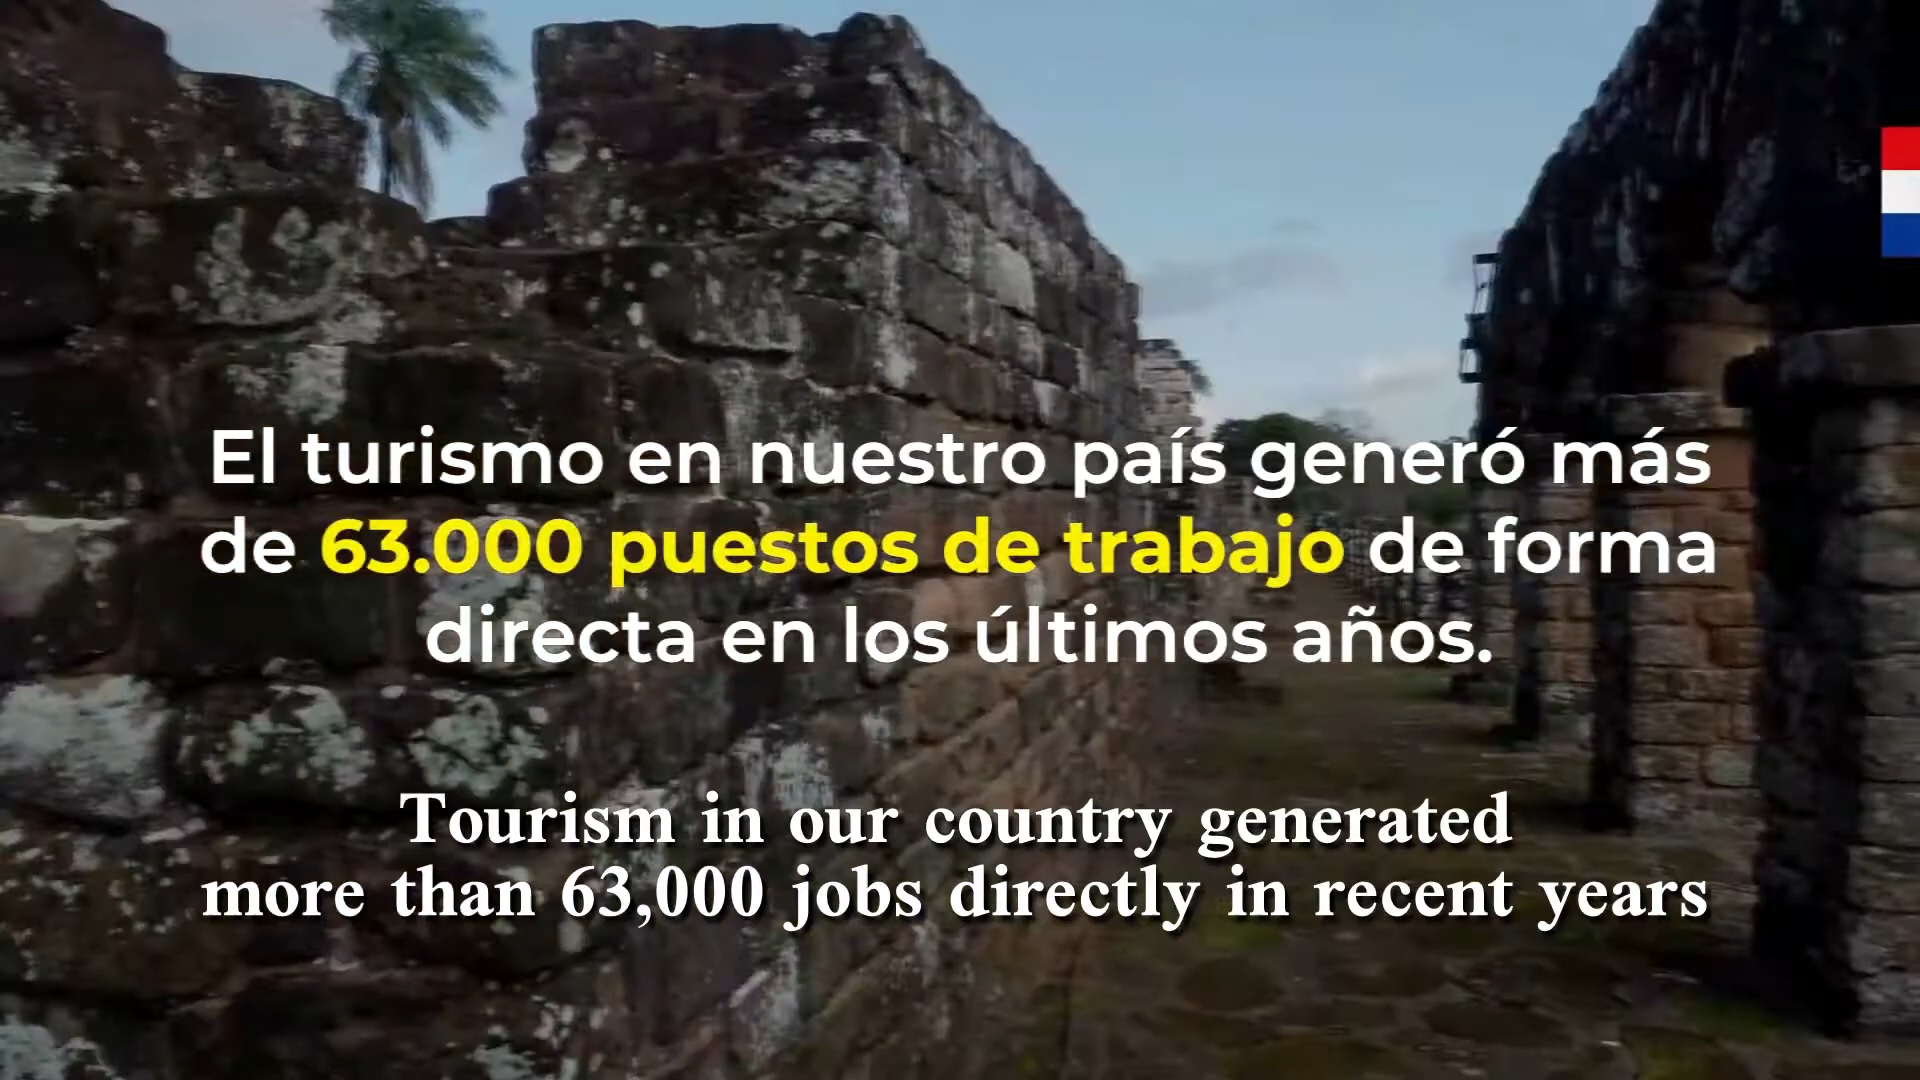 El turismo en nuestro país generó más
de 63.000 puestos de trabajo de forma
directa en los últimos años.
Tourism in our country generated
more than 63,000 jobs directly in recent years